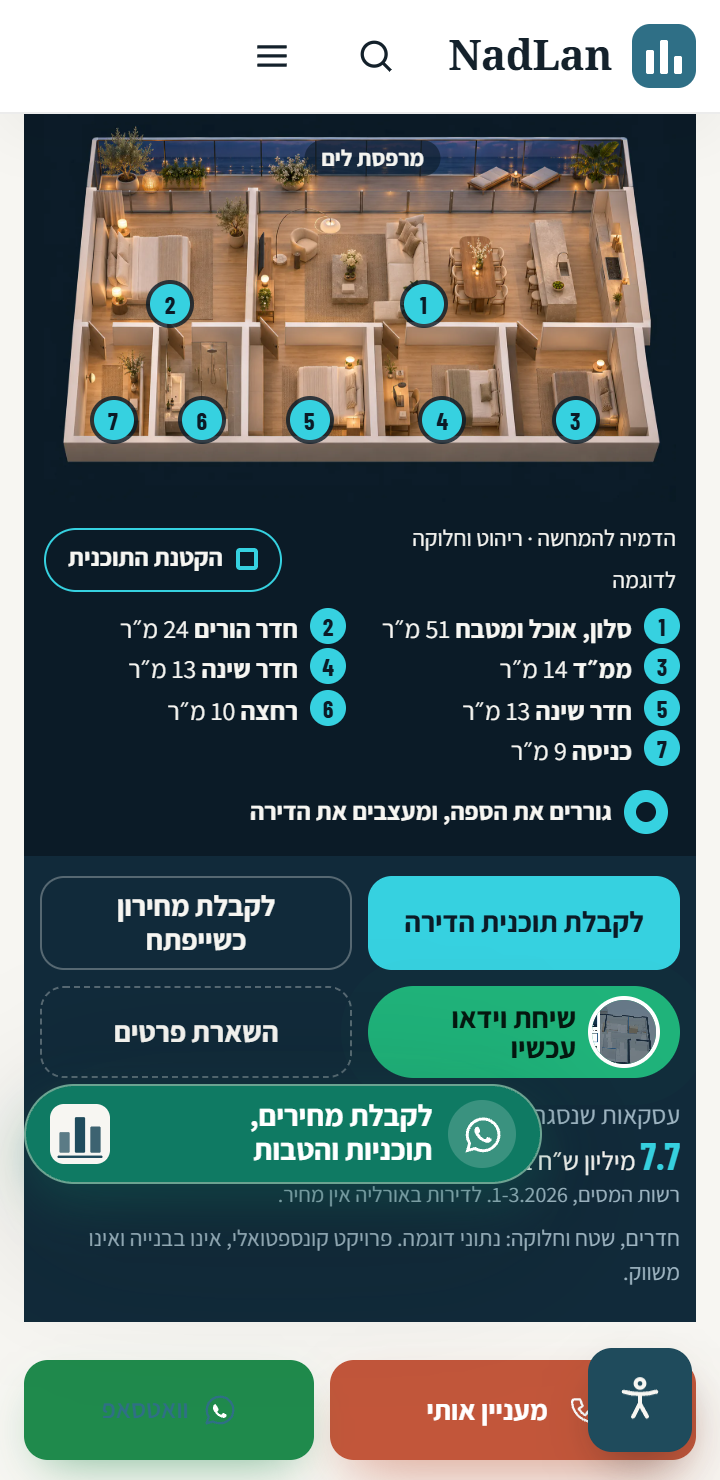 NadLan
מרפסת לים
2
1
7
6
5
4
3
הדמיה להמחשה · ריהוט וחלוקה
לדוגמה
הקטנת התוכנית
1 סלון, אוכל ומטבח 51 מ״ר
2 חדר הורים 24 מ״ר
3 ממ״ד 14 מ״ר
4 חדר שינה 13 מ״ר
5 חדר שינה 13 מ״ר
6 רחצה 10 מ״ר
7 כניסה 9 מ״ר
גוררים את הספה, ומעצבים את הדירה
לקבלת תוכנית הדירה
לקבלת מחירון
כשייפתח
שיחת וידאו
עכשיו
השארת פרטים
לקבלת מחירים,
תוכניות והטבות
עסקאות שנסגר
7.7 מיליון ש״ח
רשות המסים, 1-3.2026. לדירות באורליה אין מחיר.
חדרים, שטח וחלוקה: נתוני דוגמה. פרויקט קונספטואלי, אינו בבנייה ואינו
משווק.
מעניין אותי
וואטסאפ